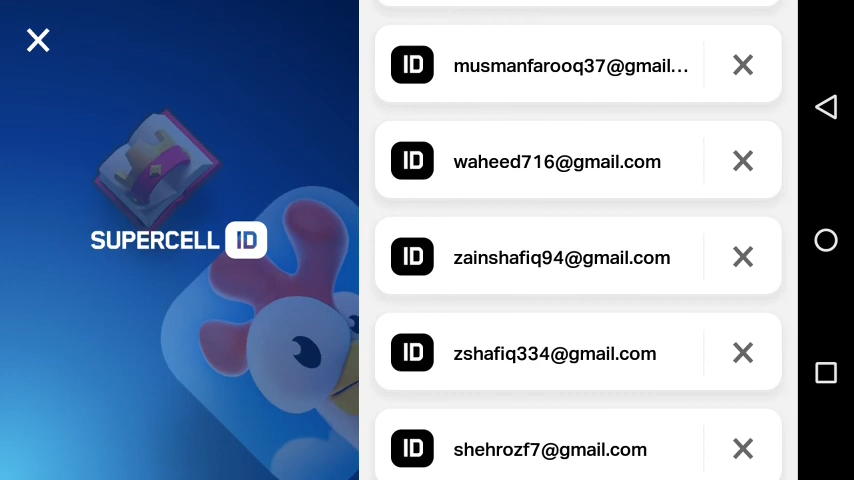 SUPERCELL ID
ID musmanfarooq37@gmail...
ID waheed716@gmail.com
ID zainshafiq94@gmail.com
ID zshafiq334@gmail.com
ID shehrozf7@gmail.com